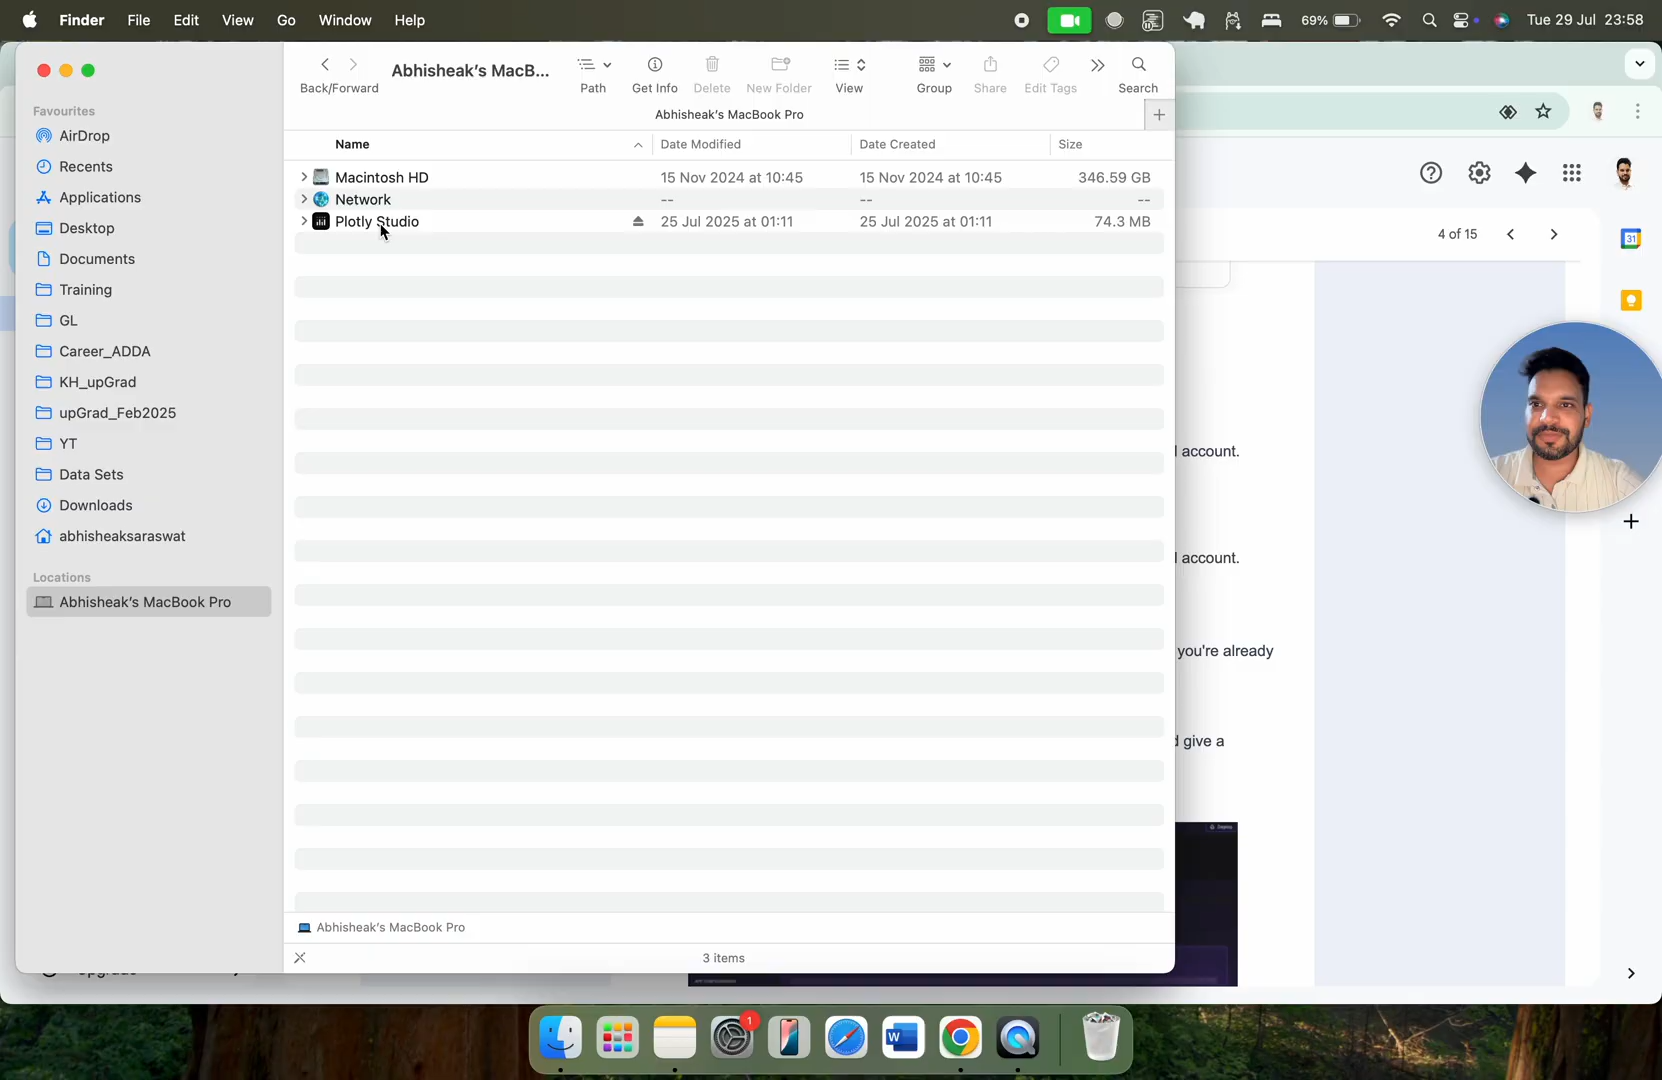 Finder File Edit View Go Window Help 69% Tue 29 Jul 23:58
Abhisheak's MacB...
Back/Forward Path Get Info Delete New Folder View Group Share Edit Tags Search
Abhisheak's MacBook Pro
Name Date Modified Date Created Size
Macintosh HD 15 Nov 2024 at 10:45 15 Nov 2024 at 10:45 346.59 GB
Network -- -- --
Plotly Studio 25 Jul 2025 at 01:11 25 Jul 2025 at 01:11 74.3 MB
Favourites
AirDrop
Recents
Applications
Desktop
Documents
Training
GL
Career_ADDA
KH_upGrad
upGrad_Feb2025
YT
Data Sets
Downloads
abhisheaksaraswat
Locations
Abhisheak's MacBook Pro
Abhisheak's MacBook Pro
3 items
4 of 15
31
account.
account.
you're already
give a
1